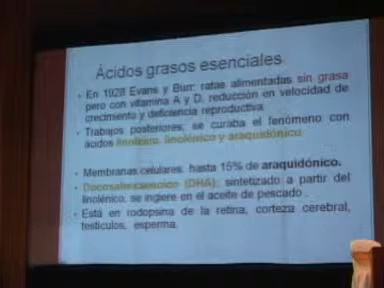 Ácidos grasos esenciales
• En 1928 Evans y Burr: ratas alimentadas sin grasa
pero con vitamina A y D, reducción en velocidad de
crecimiento y deficiencia reproductiva.
• Trabajos posteriores; se curaba el fenómeno con
ácidos linoleico, linolénico y araquidónico.
• Membranas celulares: hasta 15% de araquidónico.
• (DHA): sintetizado a partir del
linolénico, se ingiere en el aceite de pescado .
• Está en rodopsina de la retina, corteza cerebral,
testículos, esperma.